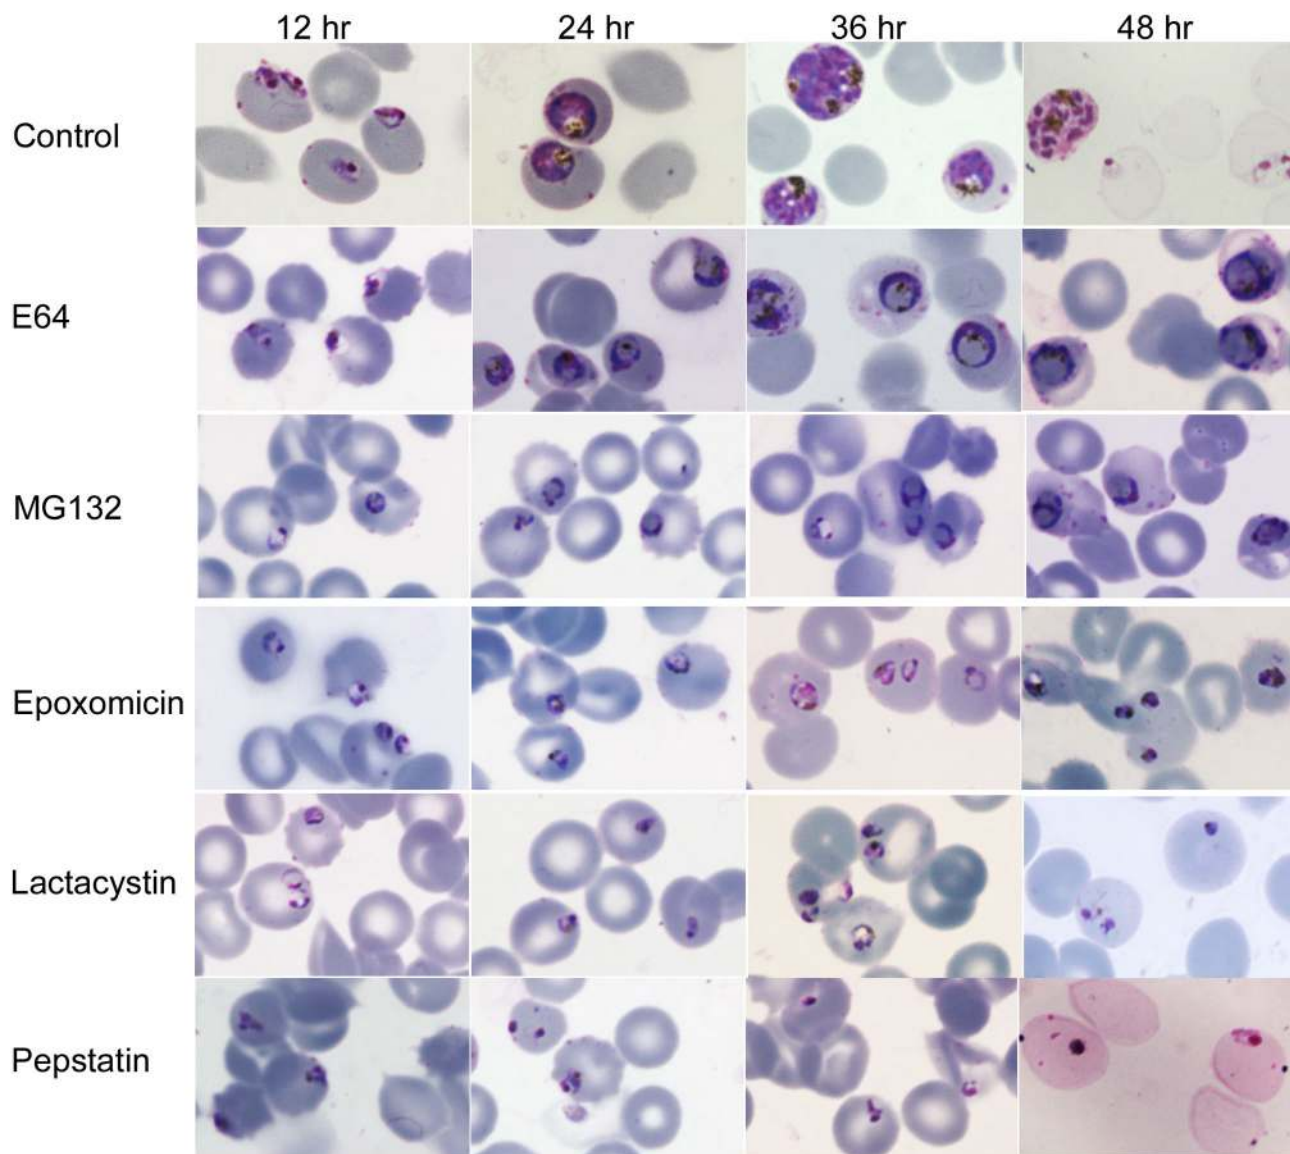 12 hr 24 hr 36 hr 48 hr
Control
E64
MG132
Epoxomicin
Lactacystin
Pepstatin